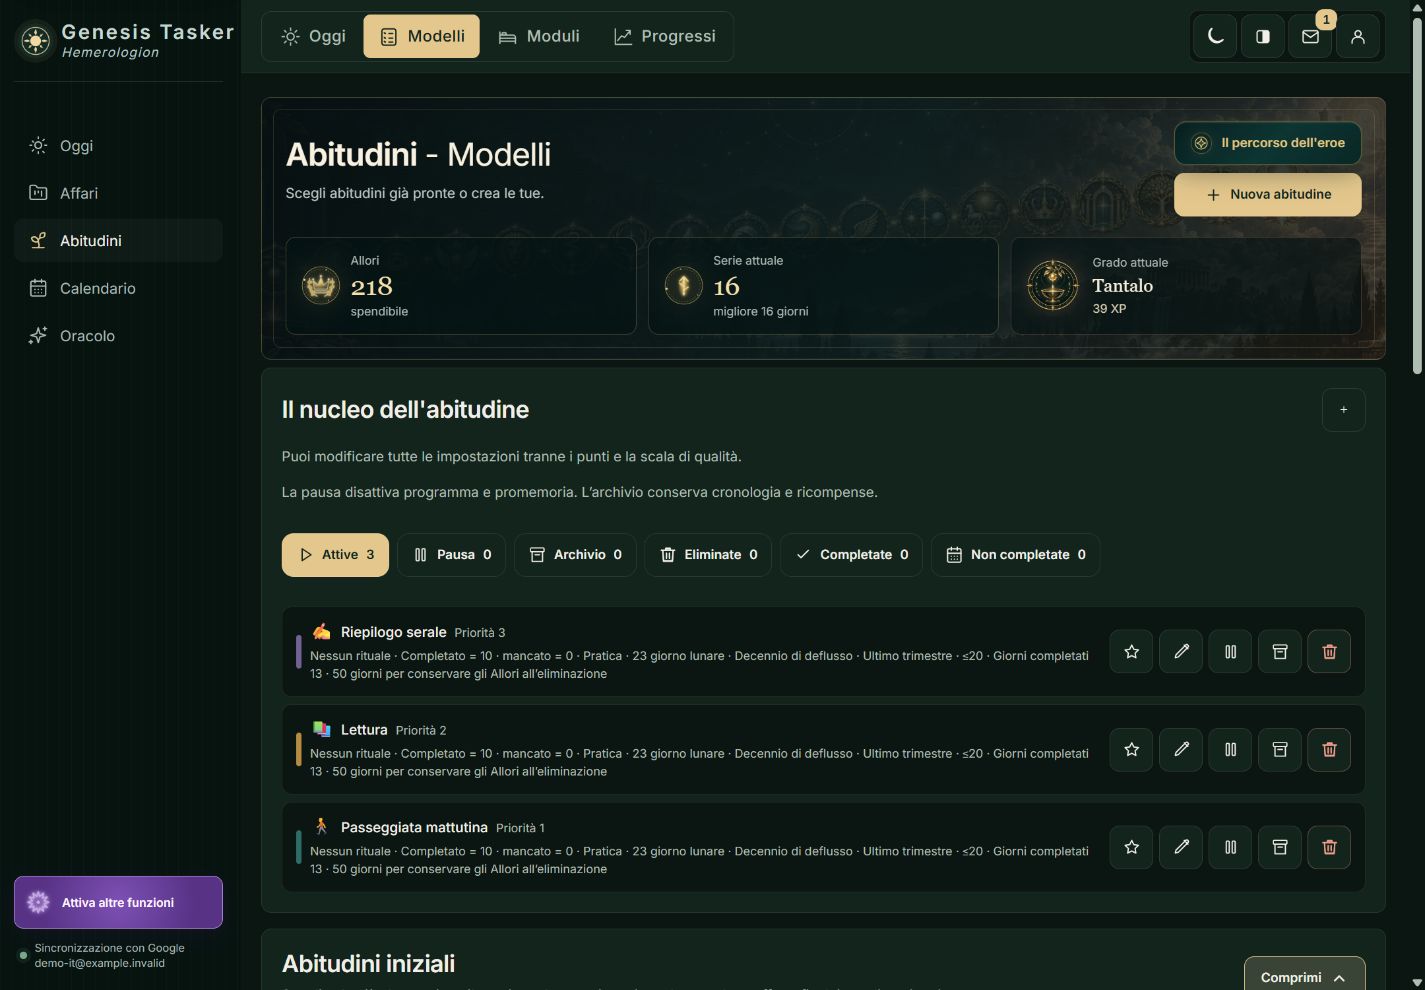 Genesis Tasker
Hemerologion
Oggi
Modelli
Moduli
Progressi
1
Oggi
Affari
Abitudini
Calendario
Oracolo
Abitudini - Modelli
Scegli abitudini già pronte o crea le tue.
Il percorso dell'eroe
Nuova abitudine
Allori
218
spendibile
Serie attuale
16
migliore 16 giorni
Grado attuale
Tantalo
39 XP
Il nucleo dell'abitudine
+
Puoi modificare tutte le impostazioni tranne i punti e la scala di qualità.
La pausa disattiva programma e promemoria. L’archivio conserva cronologia e ricompense.
Attive 3
Pausa 0
Archivio 0
Eliminate 0
Completate 0
Non completate 0
Riepilogo serale Priorità 3
Nessun rituale · Completato = 10 · mancato = 0 · Pratica · 23 giorno lunare · Decennio di deflusso · Ultimo trimestre · ≤20 · Giorni completati
13 · 50 giorni per conservare gli Allori all’eliminazione
Lettura Priorità 2
Nessun rituale · Completato = 10 · mancato = 0 · Pratica · 23 giorno lunare · Decennio di deflusso · Ultimo trimestre · ≤20 · Giorni completati
13 · 50 giorni per conservare gli Allori all’eliminazione
Passeggiata mattutina Priorità 1
Nessun rituale · Completato = 10 · mancato = 0 · Pratica · 23 giorno lunare · Decennio di deflusso · Ultimo trimestre · ≤20 · Giorni completati
13 · 50 giorni per conservare gli Allori all’eliminazione
Attiva altre funzioni
Sincronizzazione con Google
demo-it@example.invalid
Abitudini iniziali
Comprimi